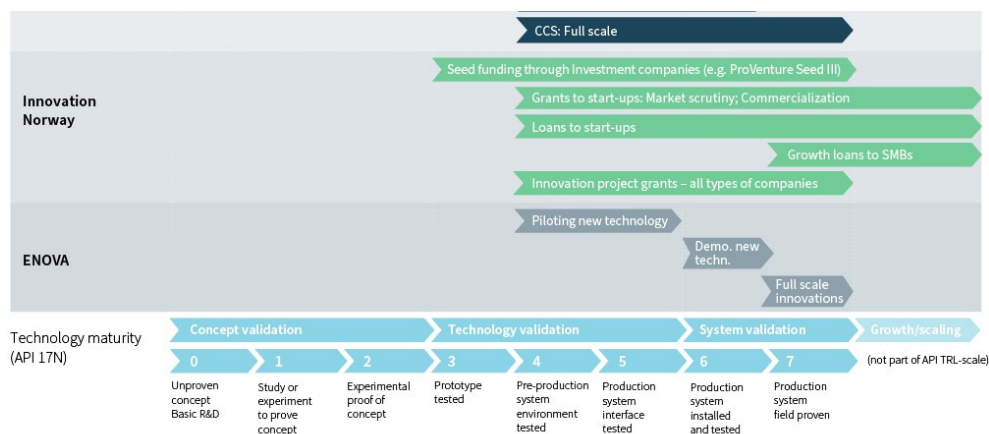 CCS: Full scale
Innovation
Norway
Seed funding through Investment companies (e.g. ProVenture Seed III)
Grants to start-ups: Market scrutiny; Commercialization
Loans to start-ups
Growth loans to SMBs
Innovation project grants – all types of companies
ENOVA
Piloting new technology
Demo. new
techn.
Full scale
innovations
Technology maturity
(API 17N)
Concept validation
Technology validation
System validation
Growth/scaling
0
1
2
3
4
5
6
7
(not part of API TRL-scale)
Unproven
concept
Basic R&D
Study or
experiment
to prove
concept
Experimental
proof of
concept
Prototype
tested
Pre-production
system
environment
tested
Production
system
interface
tested
Production
system
installed
and tested
Production
system
field proven